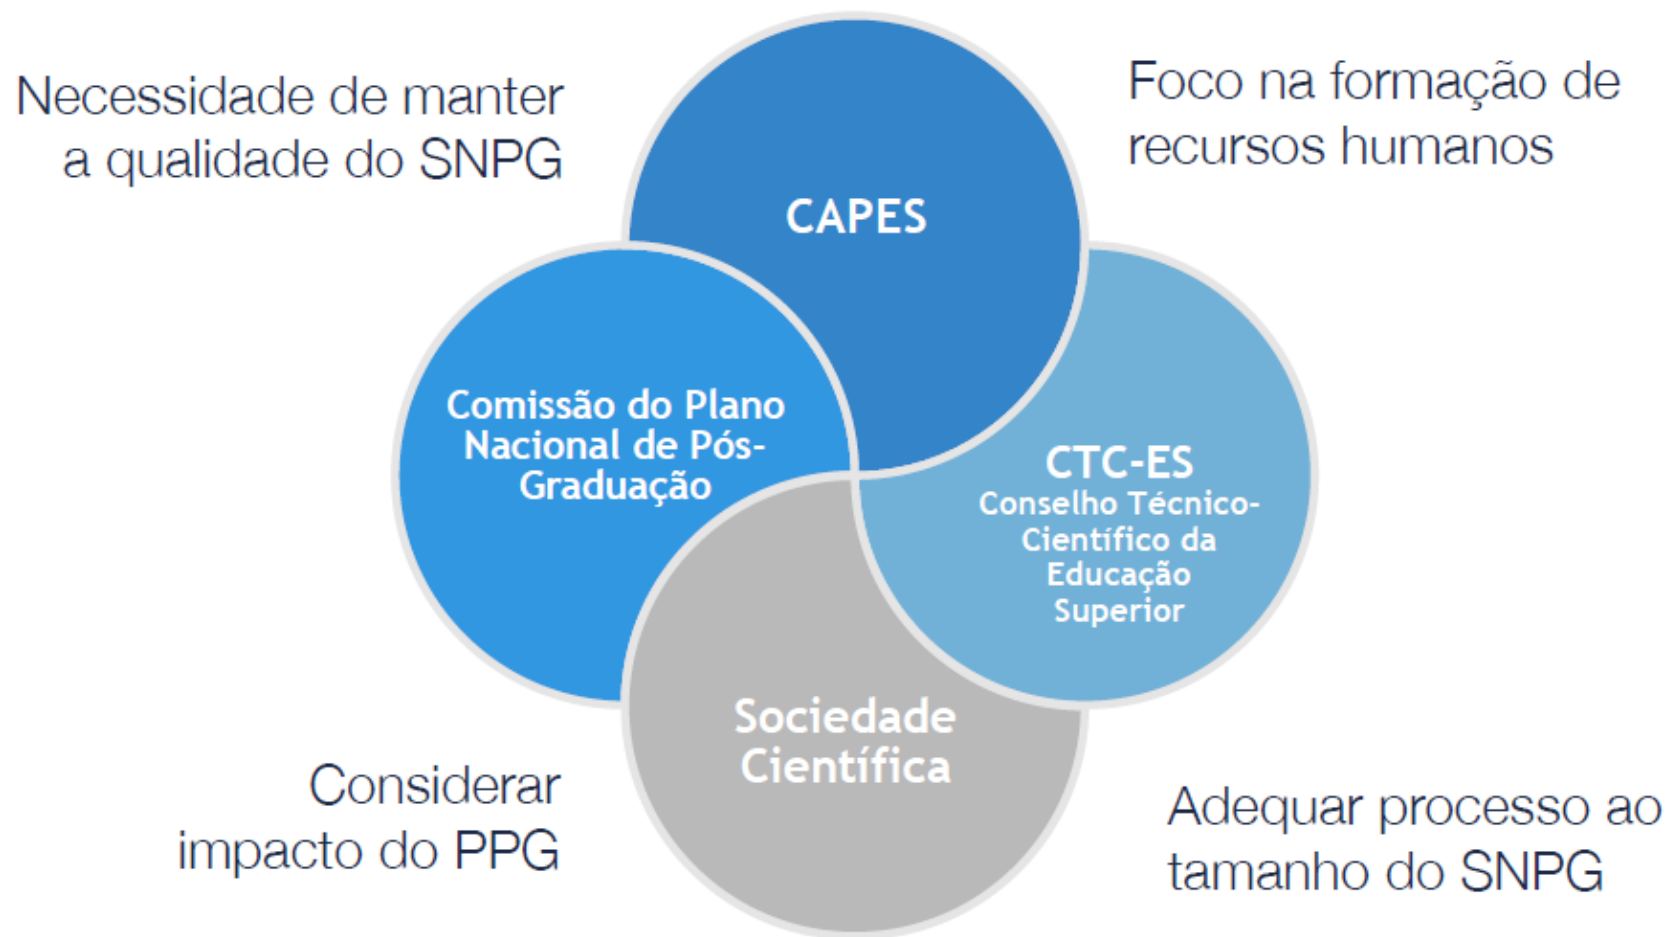 Necessidade de manter
a qualidade do SNPG
Foco na formação de
recursos humanos
CAPES
Comissão do Plano
Nacional de Pós-
Graduação
CTC-ES
Conselho Técnico-
Científico da
Educação
Superior
Sociedade
Científica
Considerar
impacto do PPG
Adequar processo ao
tamanho do SNPG